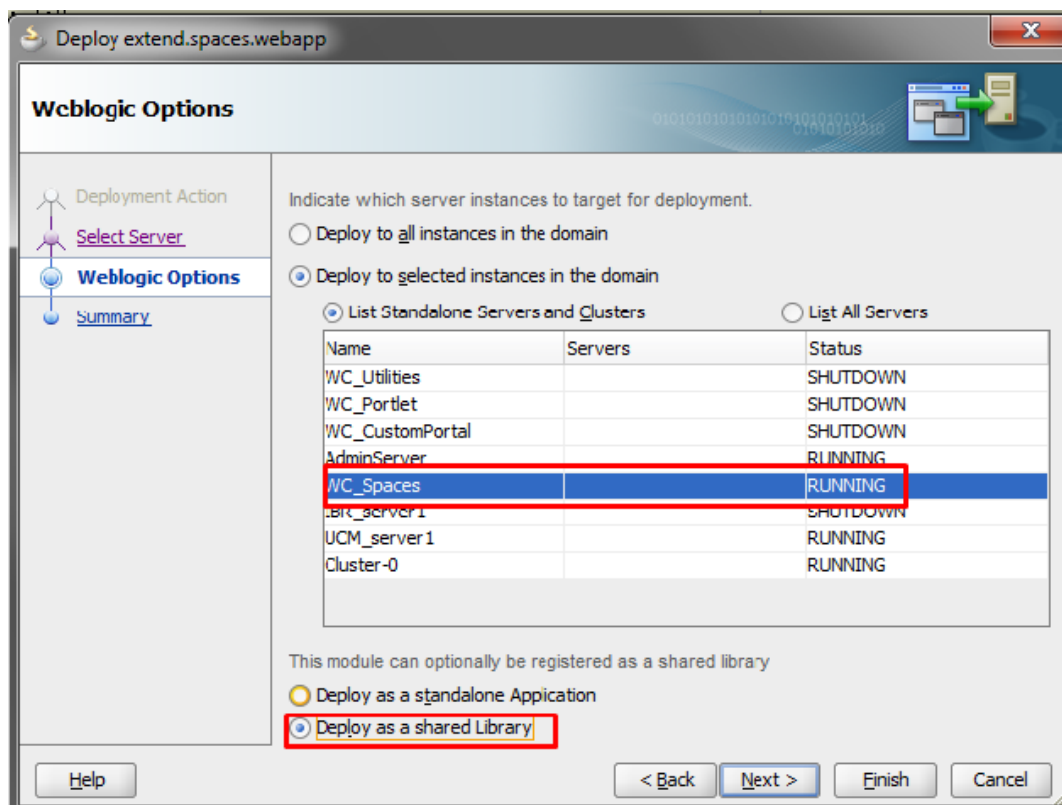 Deploy extend.spaces.webapp
Weblogic Options
Deployment Action
Select Server
Weblogic Options
Summary
Indicate which server instances to target for deployment.
Deploy to all instances in the domain
Deploy to selected instances in the domain
List Standalone Servers and Clusters List All Servers
Name Servers Status
WC_Utilities SHUTDOWN
WC_Portlet SHUTDOWN
WC_CustomPortal SHUTDOWN
AdminServer RUNNING
WC_Spaces RUNNING
IBR_server1 SHUTDOWN
UCM_server1 RUNNING
Cluster-0 RUNNING
This module can optionally be registered as a shared library
Deploy as a standalone Application
Deploy as a shared Library
Help < Back Next > Finish Cancel